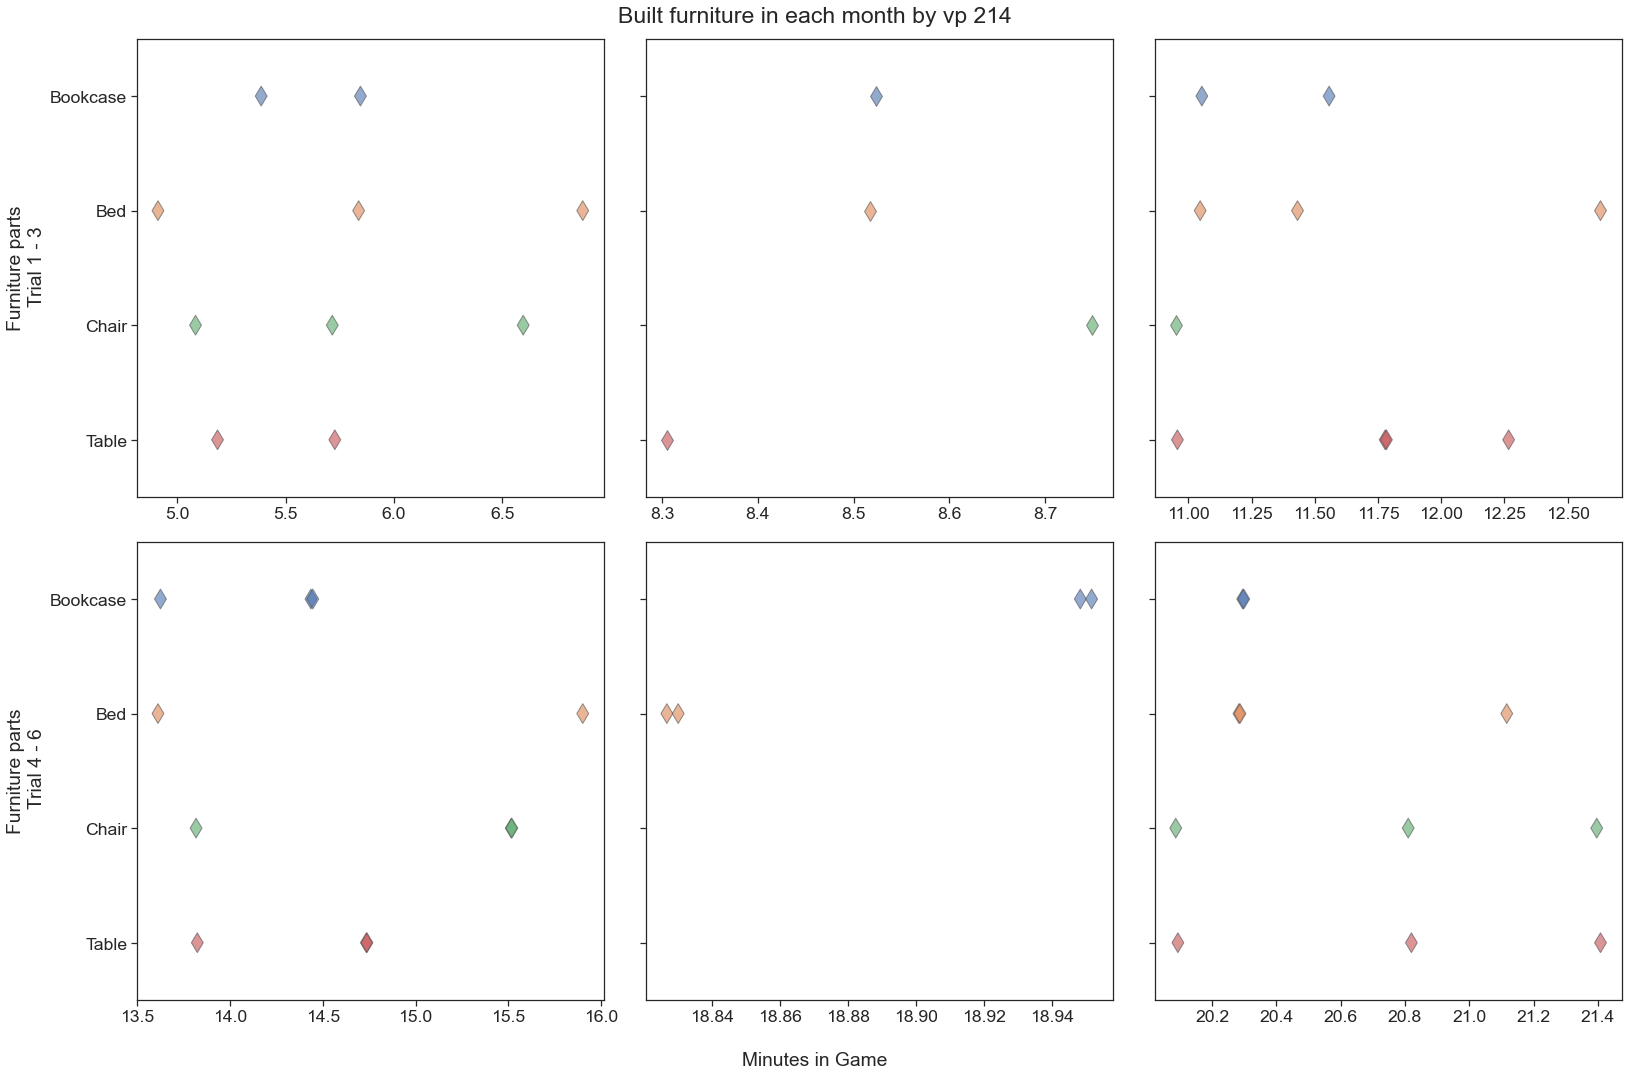 Built furniture in each month by vp 214
Furniture parts
Trial 1 - 3
Bookcase
Bed
Chair
Table
5.0 5.5 6.0 6.5
8.3 8.4 8.5 8.6 8.7
11.00 11.25 11.50 11.75 12.00 12.25 12.50
Furniture parts
Trial 4 - 6
Bookcase
Bed
Chair
Table
13.5 14.0 14.5 15.0 15.5 16.0
18.84 18.86 18.88 18.90 18.92 18.94
20.2 20.4 20.6 20.8 21.0 21.2 21.4
Minutes in Game